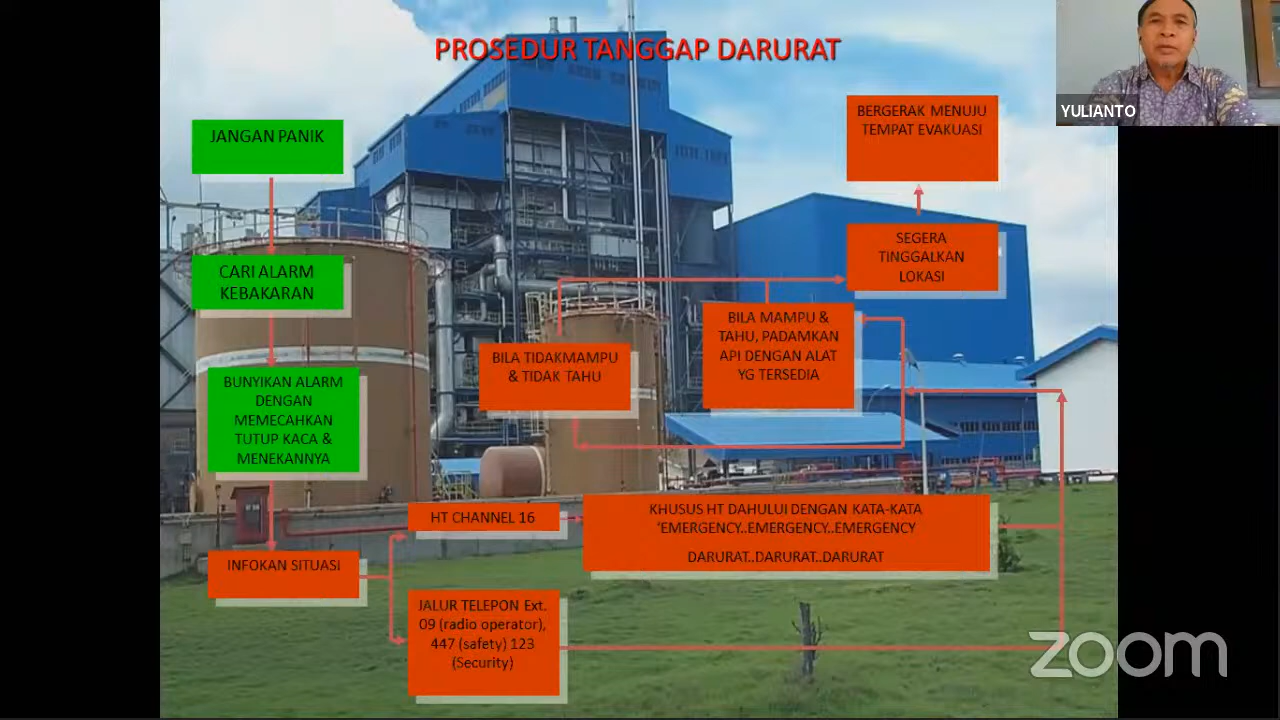 PROSEDUR TANGGAP DARURAT
YULIANTO
JANGAN PANIK
CARI ALARM
KEBAKARAN
BUNYIKAN ALARM
DENGAN
MEMECAHKAN
TUTUP KACA &
MENEKANNYA
INFOKAN SITUASI
HT CHANNEL 16
JALUR TELEPON Ext.
09 (radio operator),
447 (safety) 123
(Security)
KHUSUS HT DAHULUI DENGAN KATA-KATA
'EMERGENCY..EMERGENCY..EMERGENCY
DARURAT..DARURAT..DARURAT
BILA TIDAKMAMPU
& TIDAK TAHU
BILA MAMPU &
TAHU, PADAMKAN
API DENGAN ALAT
YG TERSEDIA
SEGERA
TINGGALKAN
LOKASI
BERGERAK MENUJU
TEMPAT EVAKUASI
zoom